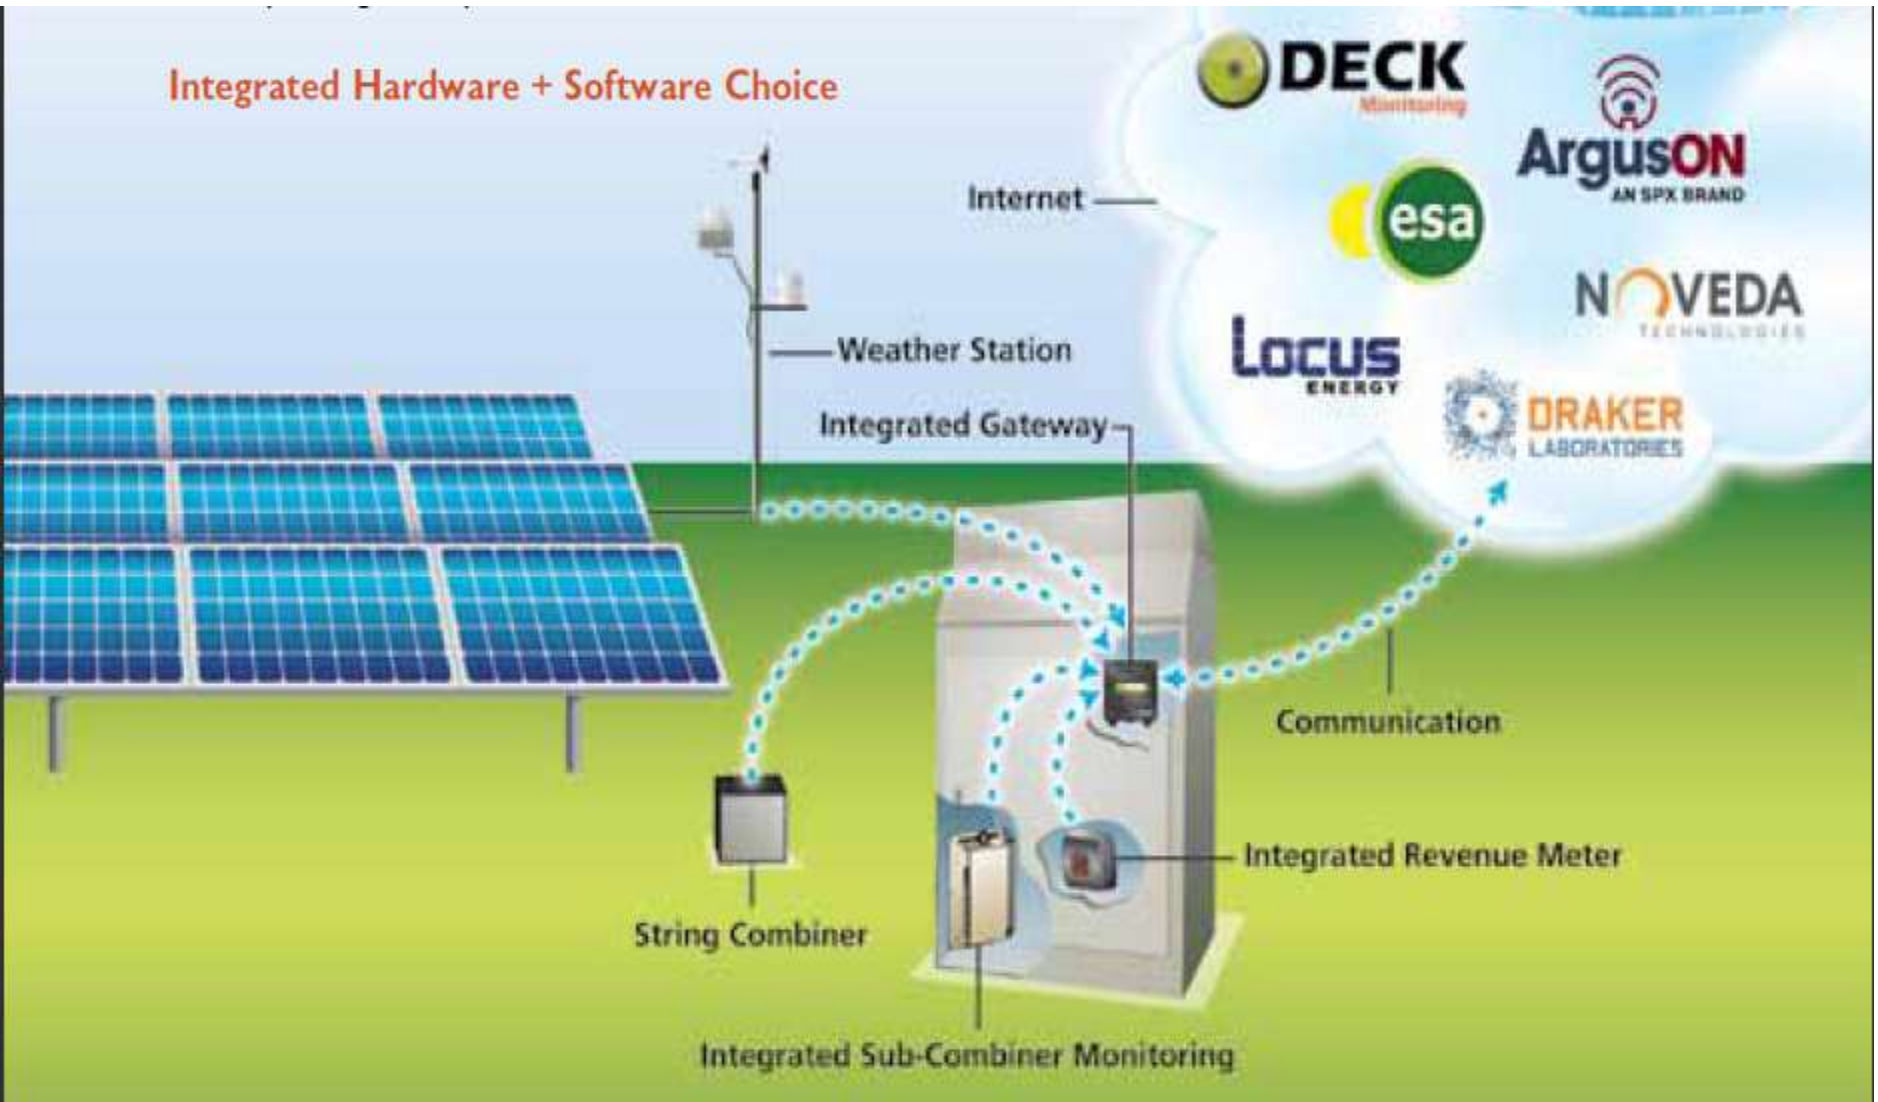 Integrated Hardware + Software Choice
DECK
Monitoring
ArgusON
AN SPX BRAND
Internet
esa
NOVEDA
TECHNOLOGIES
Weather Station
Locus
ENERGY
Integrated Gateway
DRAKER
LABORATORIES
Communication
Integrated Revenue Meter
String Combiner
Integrated Sub-Combiner Monitoring